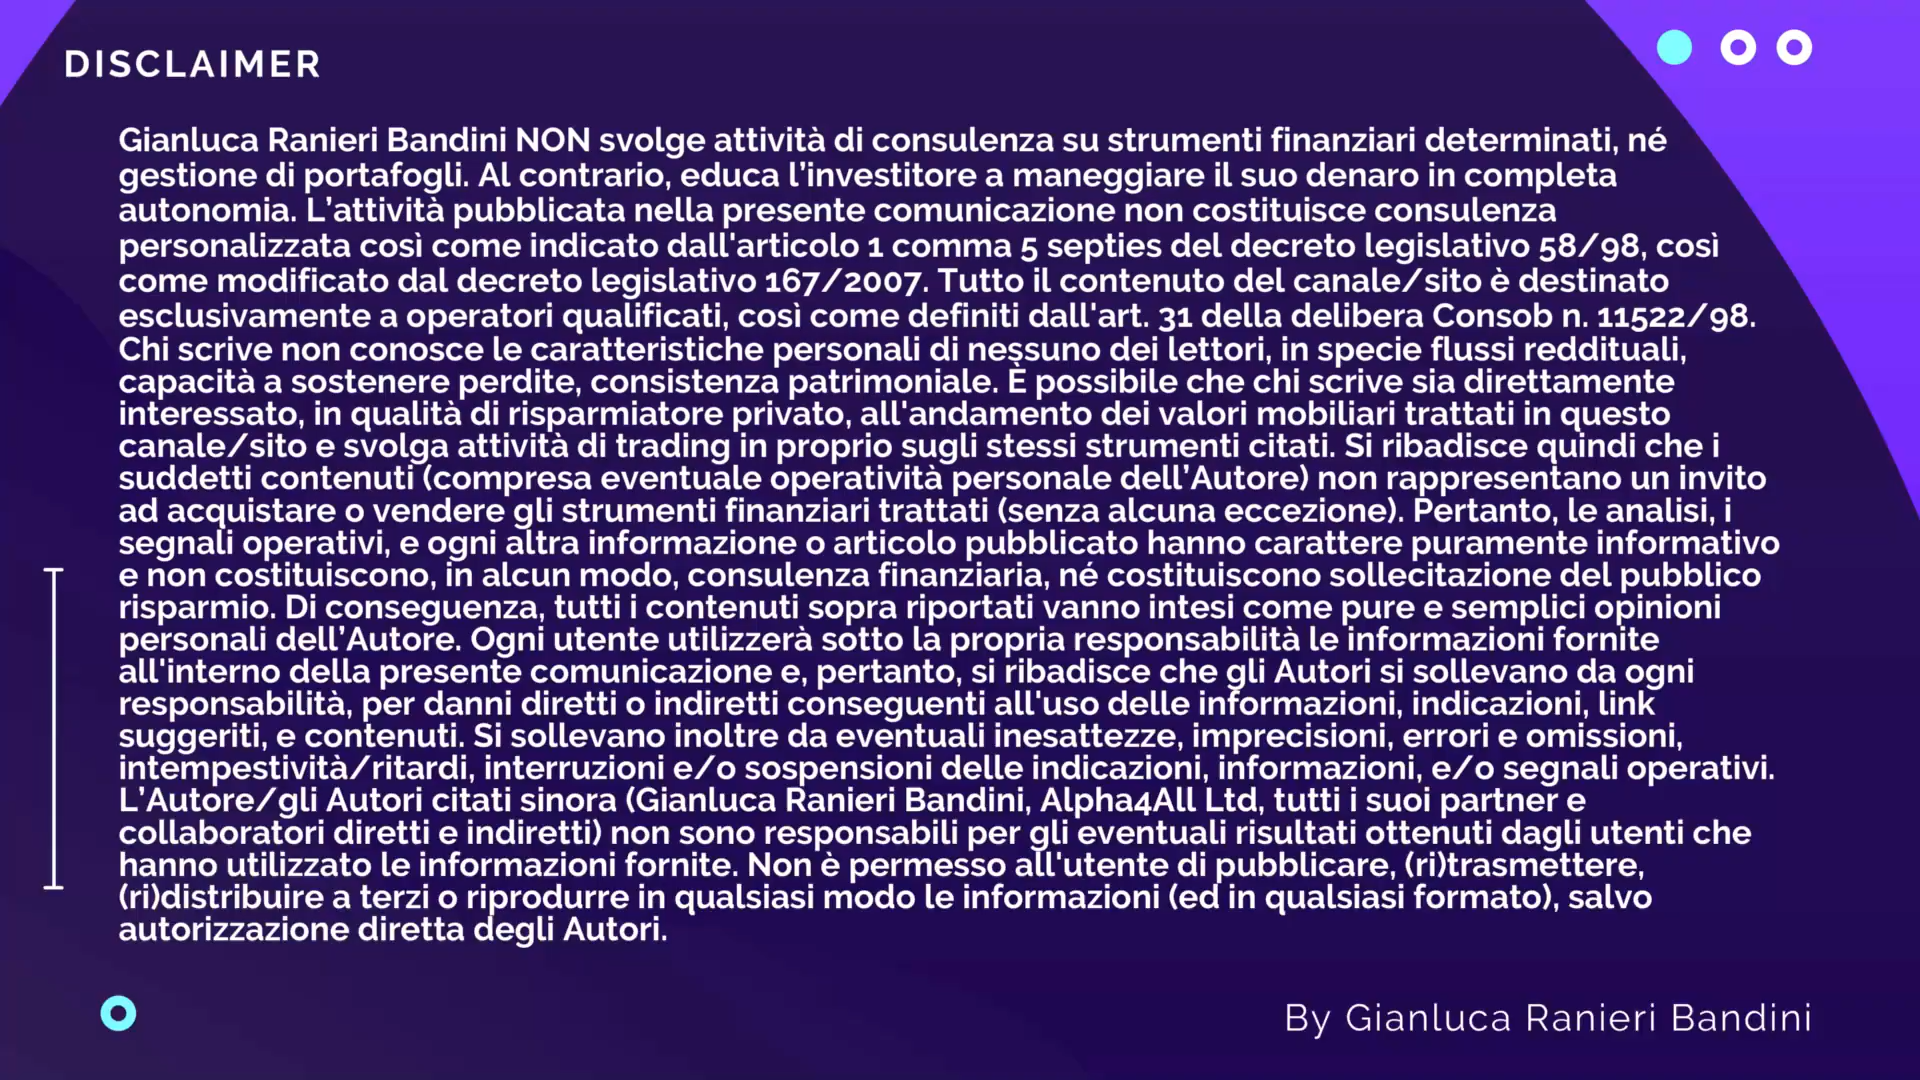 DISCLAIMER
Gianluca Ranieri Bandini NON svolge attività di consulenza su strumenti finanziari determinati, né
gestione di portafogli. Al contrario, educa l’investitore a maneggiare il suo denaro in completa
autonomia. L’attività pubblicata nella presente comunicazione non costituisce consulenza
personalizzata così come indicato dall'articolo 1 comma 5 septies del decreto legislativo 58/98, così
come modificato dal decreto legislativo 167/2007. Tutto il contenuto del canale/sito è destinato
esclusivamente a operatori qualificati, così come definiti dall'art. 31 della delibera Consob n. 11522/98.
Chi scrive non conosce le caratteristiche personali di nessuno dei lettori, in specie flussi reddituali,
capacità a sostenere perdite, consistenza patrimoniale. È possibile che chi scrive sia direttamente
interessato, in qualità di risparmiatore privato, all'andamento dei valori mobiliari trattati in questo
canale/sito e svolga attività di trading in proprio sugli stessi strumenti citati. Si ribadisce quindi che i
suddetti contenuti (compresa eventuale operatività personale dell’Autore) non rappresentano un invito
ad acquistare o vendere gli strumenti finanziari trattati (senza alcuna eccezione). Pertanto, le analisi, i
segnali operativi, e ogni altra informazione o articolo pubblicato hanno carattere puramente informativo
e non costituiscono, in alcun modo, consulenza finanziaria, né costituiscono sollecitazione del pubblico
risparmio. Di conseguenza, tutti i contenuti sopra riportati vanno intesi come pure e semplici opinioni
personali dell’Autore. Ogni utente utilizzerà sotto la propria responsabilità le informazioni fornite
all'interno della presente comunicazione e, pertanto, si ribadisce che gli Autori si sollevano da ogni
responsabilità, per danni diretti o indiretti conseguenti all'uso delle informazioni, indicazioni, link
suggeriti, e contenuti. Si sollevano inoltre da eventuali inesattezze, imprecisioni, errori e omissioni,
intempestività/ritardi, interruzioni e/o sospensioni delle indicazioni, informazioni, e/o segnali operativi.
L’Autore/gli Autori citati sinora (Gianluca Ranieri Bandini, Alpha4All Ltd, tutti i suoi partner e
collaboratori diretti e indiretti) non sono responsabili per gli eventuali risultati ottenuti dagli utenti che
hanno utilizzato le informazioni fornite. Non è permesso all'utente di pubblicare, (ri)trasmettere,
(ri)distribuire a terzi o riprodurre in qualsiasi modo le informazioni (ed in qualsiasi formato), salvo
autorizzazione diretta degli Autori.
By Gianluca Ranieri Bandini